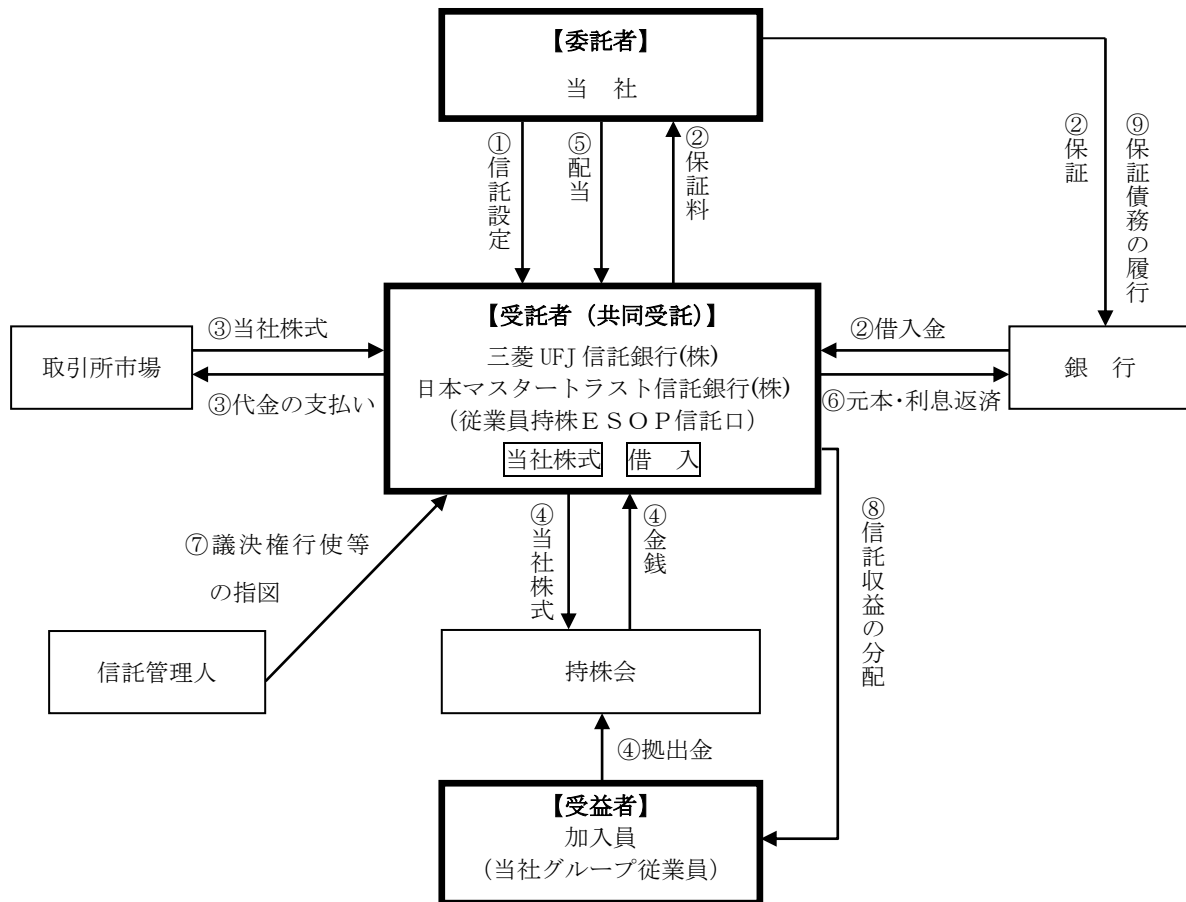 【委託者】
当　社
①信託設定
⑤配当
②保証料
②保証
⑨保証債務の履行
【受託者（共同受託）】
三菱 UFJ 信託銀行(株)
日本マスタートラスト信託銀行(株)
（従業員持株ＥＳＯＰ信託口）
当社株式　借　入
取引所市場
③当社株式
③代金の支払い
②借入金
⑥元本・利息返済
銀　行
⑦議決権行使等
の指図
信託管理人
④当社株式
④金銭
⑧信託収益の分配
持株会
④拠出金
【受益者】
加入員
（当社グループ従業員）